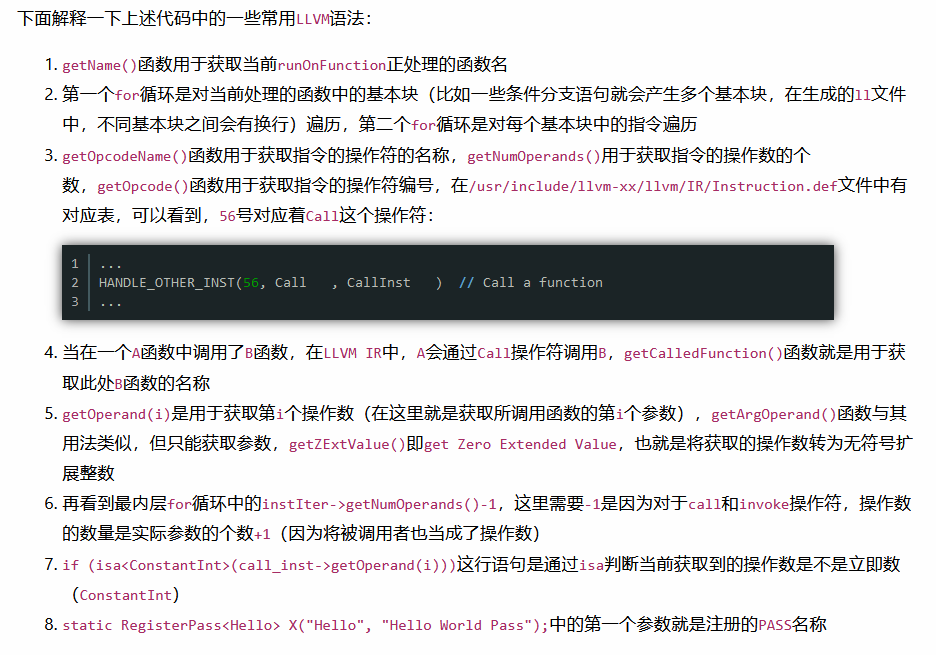 下面解释一下上述代码中的一些常用LLVM语法：
1. getName()函数用于获取当前runOnFunction正处理的函数名
2. 第一个for循环是对当前处理的函数中的基本块（比如一些条件分支语句就会产生多个基本块，在生成的ll文件
中，不同基本块之间会有换行）遍历，第二个for循环是对每个基本块中的指令遍历
3. getOpcodeName()函数用于获取指令的操作符的名称，getNumOperands()用于获取指令的操作数的个
数，getOpcode()函数用于获取指令的操作符编号，在/usr/include/llvm-xx/llvm/IR/Instruction.def文件中有
对应表，可以看到，56号对应着Call这个操作符：
1 ...
2 HANDLE_OTHER_INST(56, Call   , CallInst   )  // Call a function
3 ...
4. 当在一个A函数中调用了B函数，在LLVM IR中，A会通过Call操作符调用B，getCalledFunction()函数就是用于获
取此处B函数的名称
5. getOperand(i)是用于获取第i个操作数（在这里就是获取所调用函数的第i个参数），getArgOperand()函数与其
用法类似，但只能获取参数，getZExtValue()即get Zero Extended Value，也就是将获取的操作数转为无符号扩
展整数
6. 再看到最内层for循环中的instIter->getNumOperands()-1，这里需要-1是因为对于call和invoke操作符，操作数
的数量是实际参数的个数+1（因为将被调用者也当成了操作数）
7. if (isa<ConstantInt>(call_inst->getOperand(i)))这行语句是通过isa判断当前获取到的操作数是不是立即数
（ConstantInt）
8. static RegisterPass<Hello> X("Hello", "Hello World Pass");中的第一个参数就是注册的PASS名称